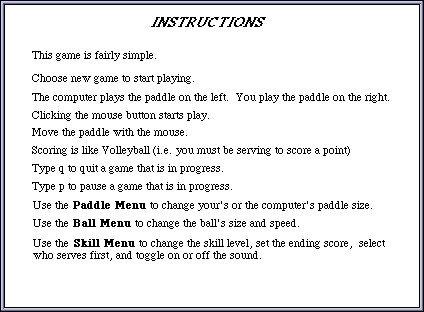 INSTRUCTIONS
This game is fairly simple.
Choose new game to start playing.
The computer plays the paddle on the left.  You play the paddle on the right.
Clicking the mouse button starts play.
Move the paddle with the mouse.
Scoring is like Volleyball (i.e. you must be serving to score a point)
Type q to quit a game that is in progress.
Type p to pause a game that is in progress.
Use the Paddle Menu to change your's or the computer's paddle size.
Use the Ball Menu to change the ball's size and speed.
Use the Skill Menu to change the skill level, set the ending score,  select
who serves first, and toggle on or off the sound.